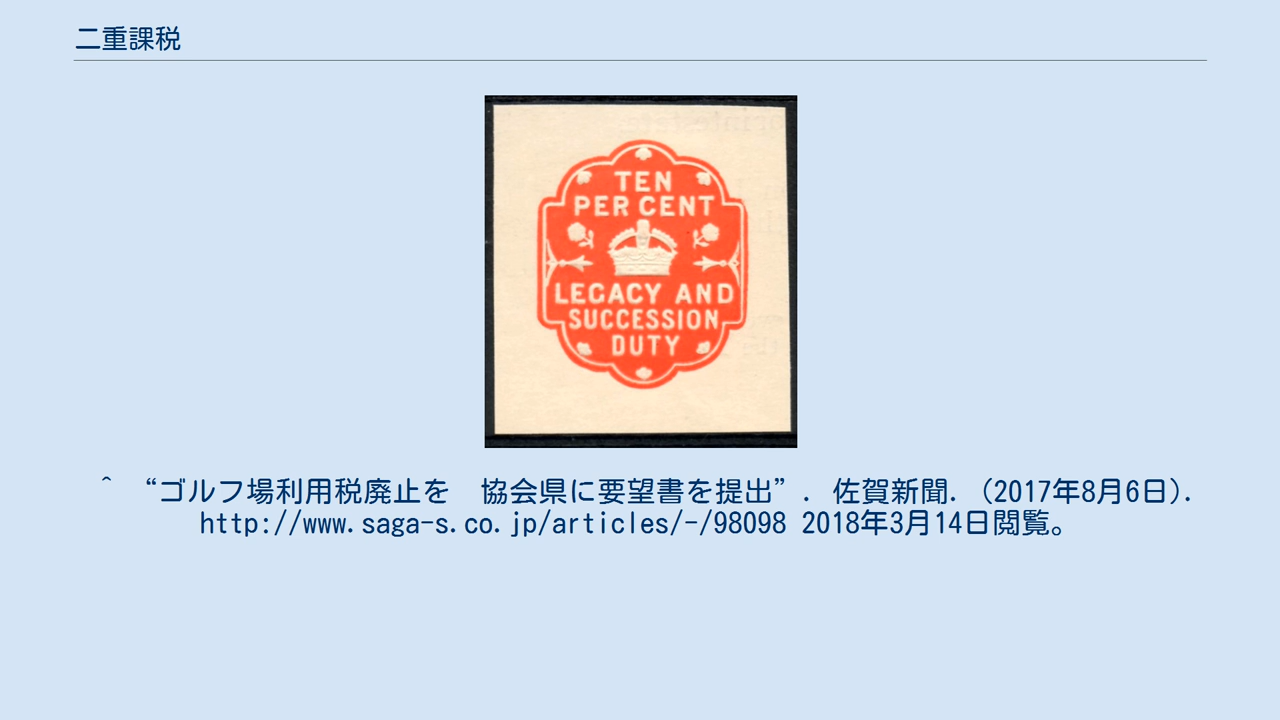 二重課税
TEN
PER CENT
LEGACY AND
SUCCESSION
DUTY
^ “ゴルフ場利用税廃止を　協会県に要望書を提出”. 佐賀新聞. (2017年8月6日).
http://www.saga-s.co.jp/articles/-/98098 2018年3月14日閲覧。